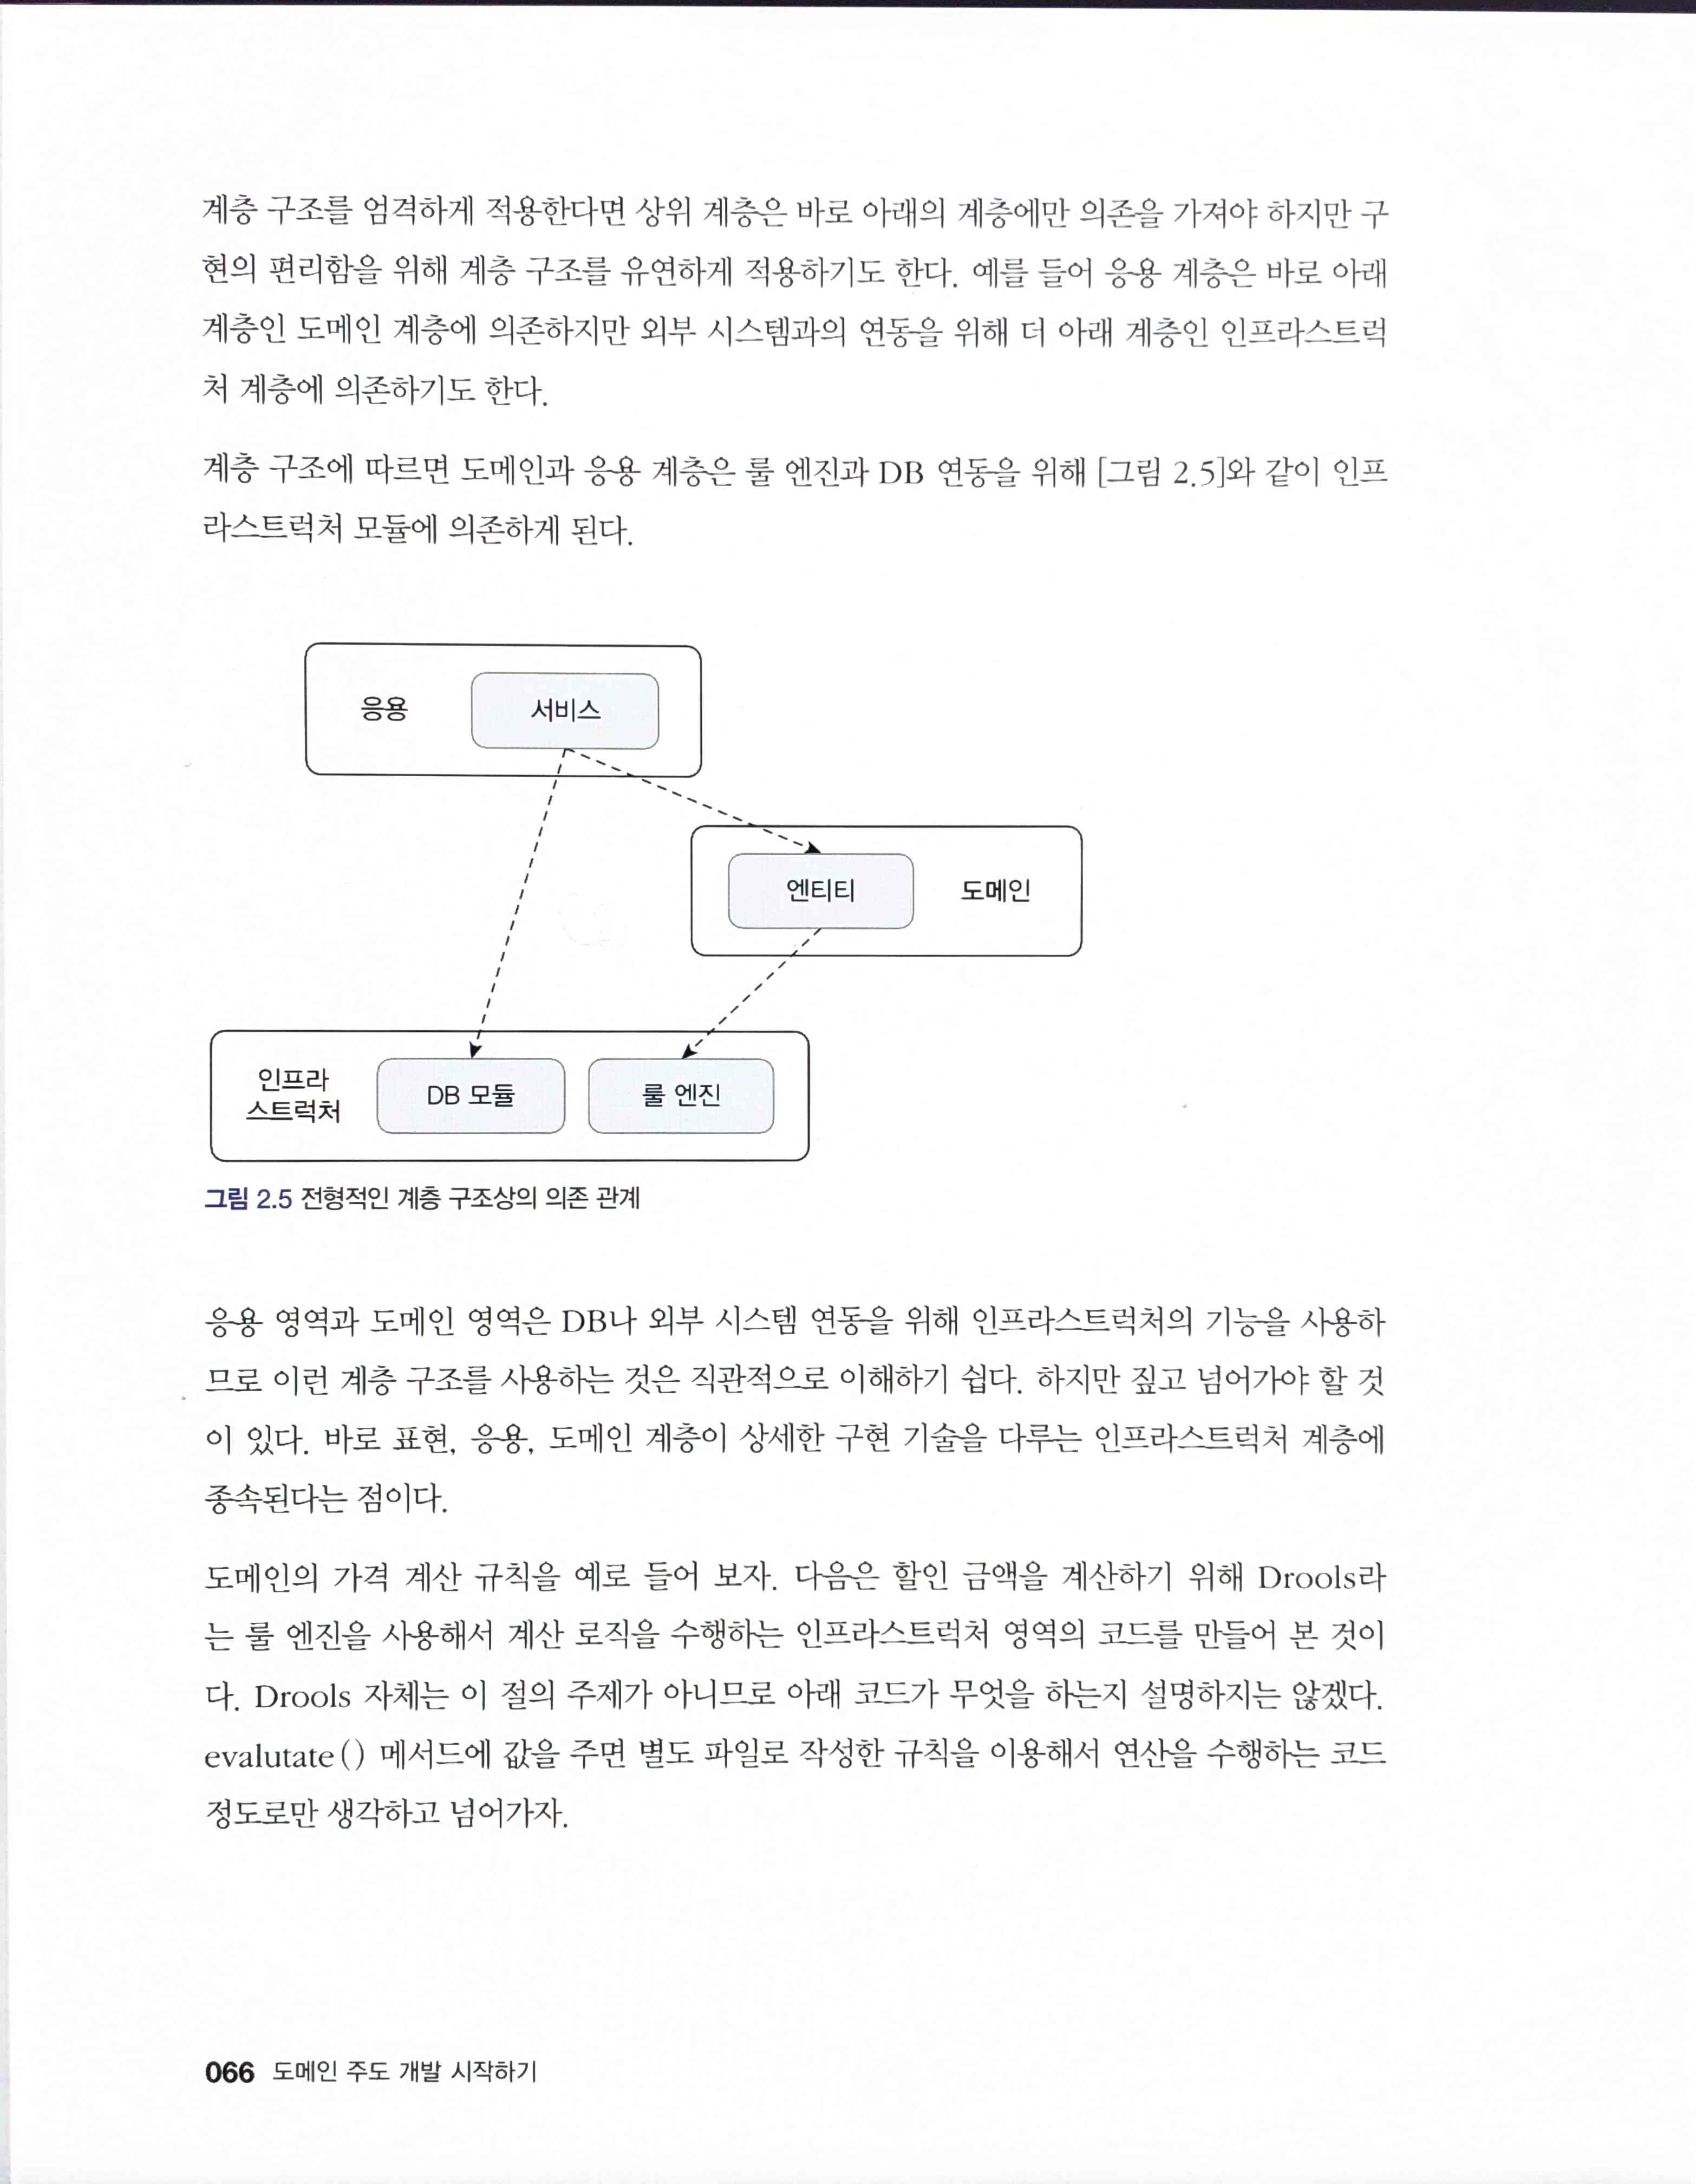 계층 구조를 엄격하게 적용한다면 상위 계층은 바로 아래의 계층에만 의존을 가져야 하지만 구
현의 편리함을 위해 계층 구조를 유연하게 적용하기도 한다. 예를 들어 응용 계층은 바로 아래
계층인 도메인 계층에 의존하지만 외부 시스템과의 연동을 위해 더 아래 계층인 인프라스트럭
처 계층에 의존하기도 한다.
계층 구조에 따르면 도메인과 응용 계층은 룰 엔진과 DB 연동을 위해 [그림 2.5]와 같이 인프
라스트럭처 모듈에 의존하게 된다.
응용
서비스
엔티티
도메인
인프라
스트럭처
DB 모듈
룰 엔진
그림 2.5 전형적인 계층 구조상의 의존 관계
응용 영역과 도메인 영역은 DB나 외부 시스템 연동을 위해 인프라스트럭처의 기능을 사용하
므로 이런 계층 구조를 사용하는 것은 직관적으로 이해하기 쉽다. 하지만 짚고 넘어가야 할 것
이 있다. 바로 표현, 응용, 도메인 계층이 상세한 구현 기술을 다루는 인프라스트럭처 계층에
종속된다는 점이다.
도메인의 가격 계산 규칙을 예로 들어 보자. 다음은 할인 금액을 계산하기 위해 Drools라
는 룰 엔진을 사용해서 계산 로직을 수행하는 인프라스트럭처 영역의 코드를 만들어 본 것이
다. Drools 자체는 이 절의 주제가 아니므로 아래 코드가 무엇을 하는지 설명하지는 않겠다.
evalutate() 메서드에 값을 주면 별도 파일로 작성한 규칙을 이용해서 연산을 수행하는 코드
정도로만 생각하고 넘어가자.
066 도메인 주도 개발 시작하기